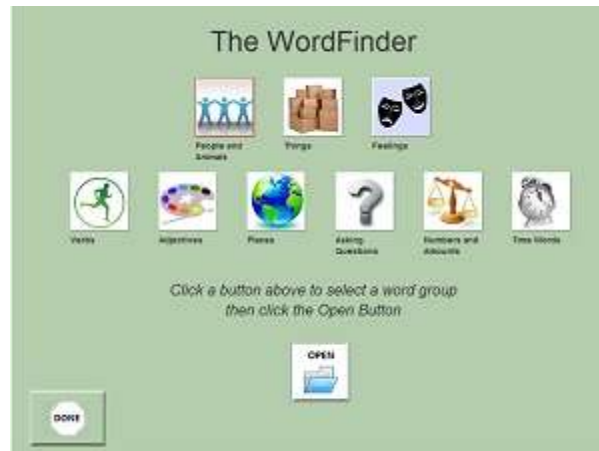 The WordFinder
People and
Animals
Things
Feelings
Verbs
Adjectives
Places
Asking
Questions
Numbers and
Amounts
Time Words
Click a button above to select a word group
then click the Open Button
OPEN
DONE